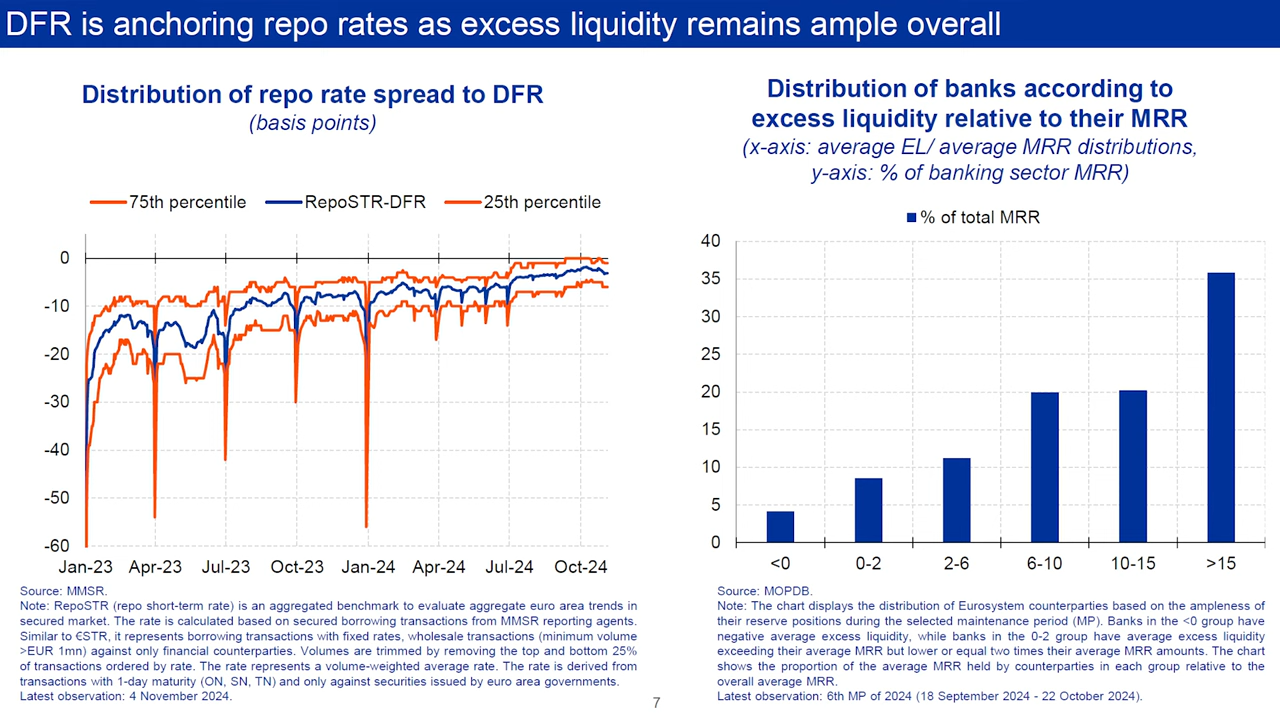 DFR is anchoring repo rates as excess liquidity remains ample overall
Distribution of repo rate spread to DFR
(basis points)
75th percentile RepoSTR-DFR 25th percentile
0
-10
-20
-30
-40
-50
-60
Jan-23 Apr-23 Jul-23 Oct-23 Jan-24 Apr-24 Jul-24 Oct-24
Source: MMSR.
Note: RepoSTR (repo short-term rate) is an aggregated benchmark to evaluate aggregate euro area trends in
secured market. The rate is calculated based on secured borrowing transactions from MMSR reporting agents.
Similar to €STR, it represents borrowing transactions with fixed rates, wholesale transactions (minimum volume
>EUR 1mn) against only financial counterparties. Volumes are trimmed by removing the top and bottom 25%
of transactions ordered by rate. The rate represents a volume-weighted average rate. The rate is derived from
transactions with 1-day maturity (ON, SN, TN) and only against securities issued by euro area governments.
Latest observation: 4 November 2024.
Distribution of banks according to
excess liquidity relative to their MRR
(x-axis: average EL/ average MRR distributions,
y-axis: % of banking sector MRR)
% of total MRR
40
35
30
25
20
15
10
5
0
<0 0-2 2-6 6-10 10-15 >15
Source: MOPDB.
Note: The chart displays the distribution of Eurosystem counterparties based on the ampleness of
their reserve positions during the selected maintenance period (MP). Banks in the <0 group have
negative average excess liquidity, while banks in the 0-2 group have average excess liquidity
exceeding their average MRR but lower or equal two times their average MRR amounts. The chart
shows the proportion of the average MRR held by counterparties in each group relative to the
overall average MRR.
Latest observation: 6th MP of 2024 (18 September 2024 - 22 October 2024).
7